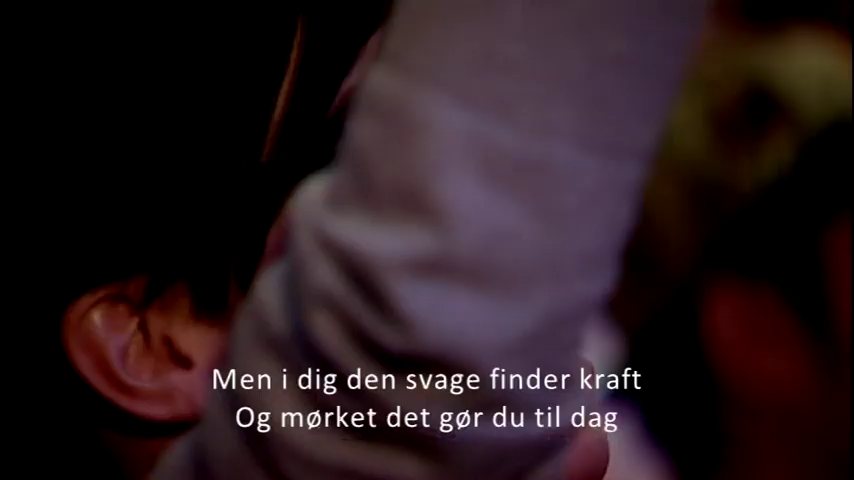 Men i dig den svage finder kraft
Og mørket det gør du til dag